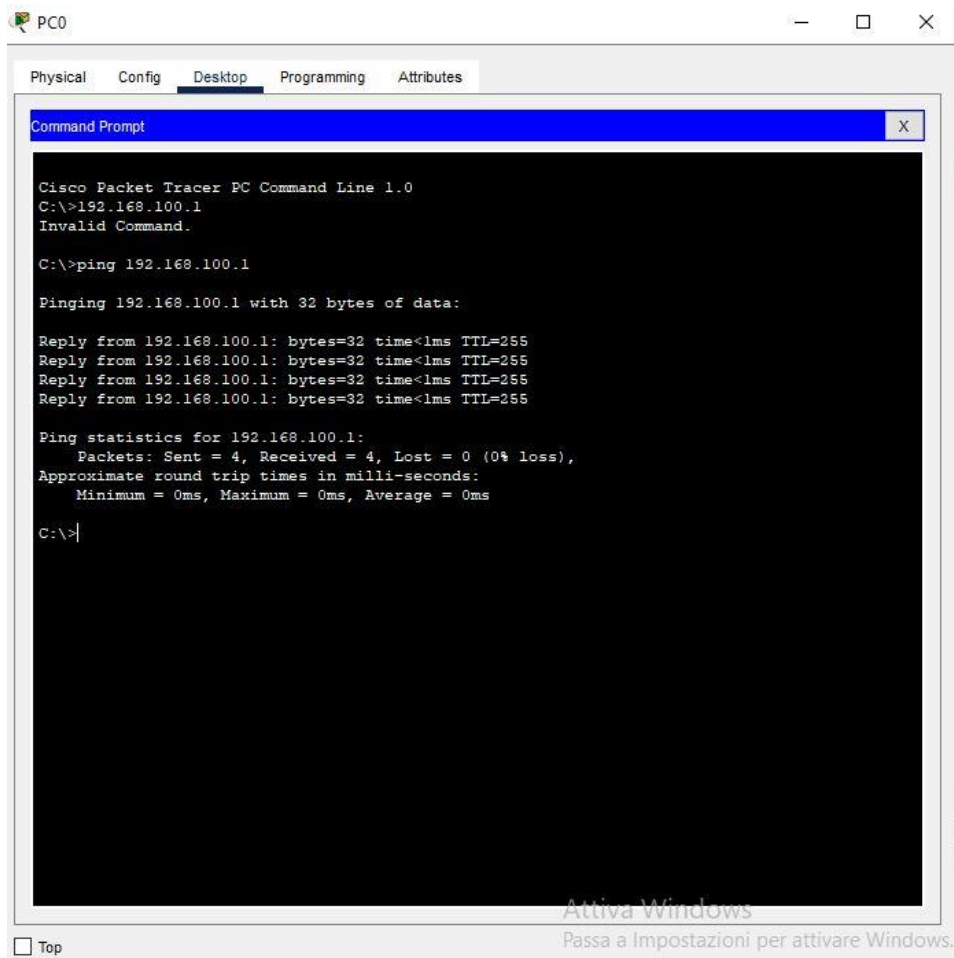 PC0
Physical Config Desktop Programming Attributes
Command Prompt X
Cisco Packet Tracer PC Command Line 1.0
C:\>192.168.100.1
Invalid Command.
C:\>ping 192.168.100.1
Pinging 192.168.100.1 with 32 bytes of data:
Reply from 192.168.100.1: bytes=32 time<1ms TTL=255
Reply from 192.168.100.1: bytes=32 time<1ms TTL=255
Reply from 192.168.100.1: bytes=32 time<1ms TTL=255
Reply from 192.168.100.1: bytes=32 time<1ms TTL=255
Ping statistics for 192.168.100.1:
Packets: Sent = 4, Received = 4, Lost = 0 (0% loss),
Approximate round trip times in milli-seconds:
Minimum = 0ms, Maximum = 0ms, Average = 0ms
C:\>
Attiva Windows
Passa a Impostazioni per attivare Windows.
Top